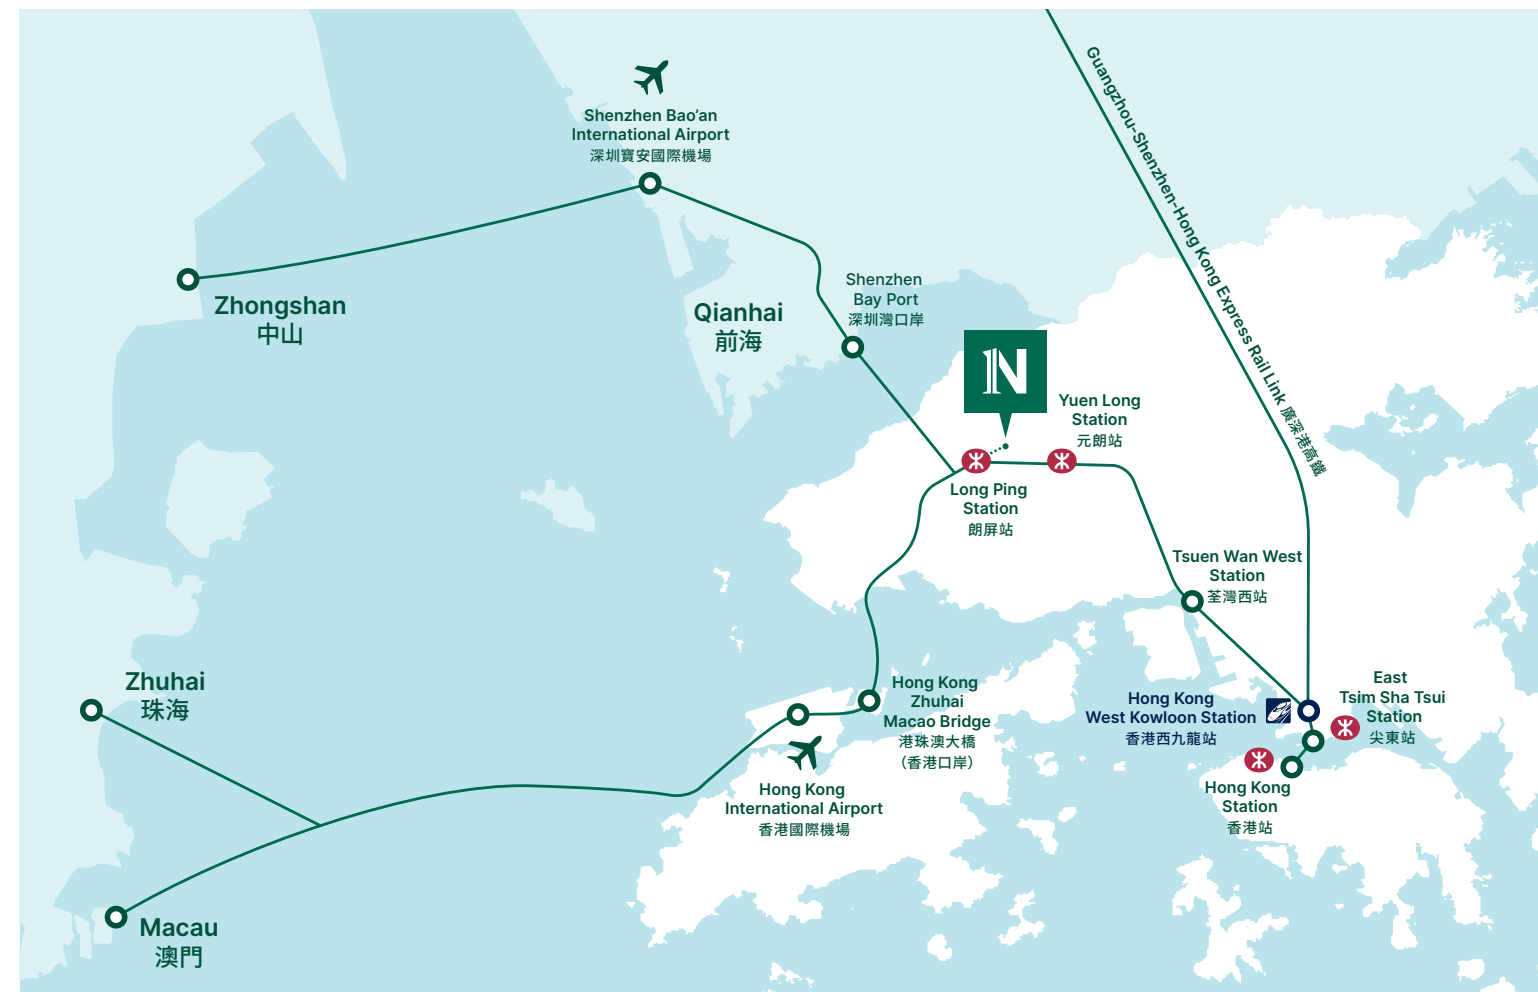 Shenzhen Bao’an
International Airport
深圳寶安國際機場
Guangzhou-Shenzhen-Hong Kong Express Rail Link 廣深港高鐵
Zhongshan
中山
Qianhai
前海
Shenzhen
Bay Port
深圳灣口岸
N
Yuen Long
Station
元朗站
Long Ping
Station
朗屏站
Tsuen Wan West
Station
荃灣西站
Zhuhai
珠海
Hong Kong
Zhuhai
Macao Bridge
港珠澳大橋
（香港口岸）
Hong Kong
West Kowloon Station
香港西九龍站
East
Tsim Sha Tsui
Station
尖東站
Hong Kong
International Airport
香港國際機場
Hong Kong
Station
香港站
Macau
澳門